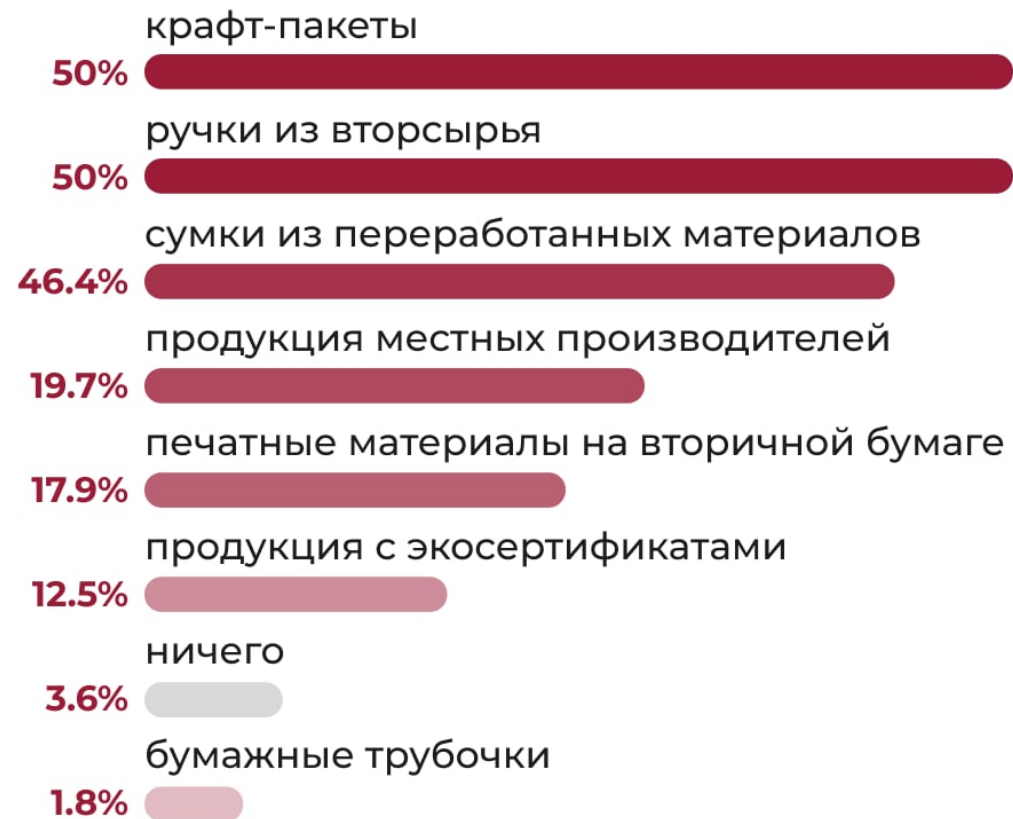 крафт-пакеты
50%
ручки из вторсырья
50%
сумки из переработанных материалов
46.4%
продукция местных производителей
19.7%
печатные материалы на вторичной бумаге
17.9%
продукция с экосертификатами
12.5%
ничего
3.6%
бумажные трубочки
1.8%